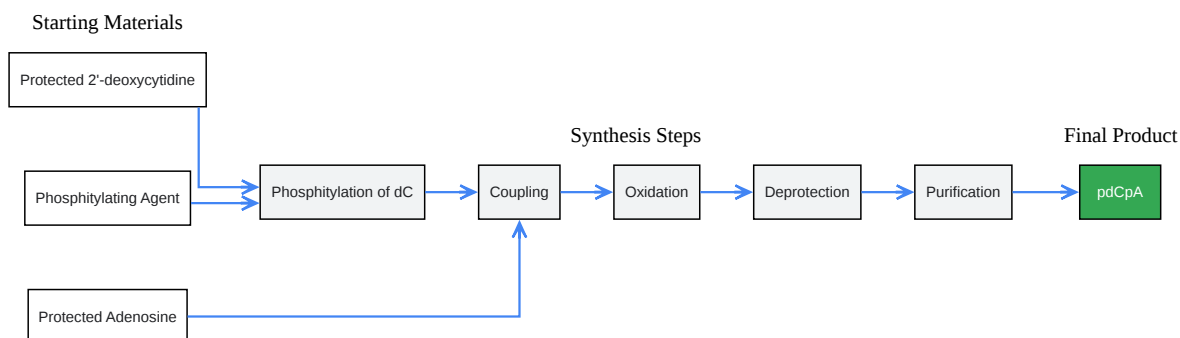 Starting Materials
Protected 2'-deoxycytidine
Synthesis Steps
Final Product
Phosphitylating Agent
Phosphitylation of dC
Coupling
Oxidation
Deprotection
Purification
pdCpA
Protected Adenosine